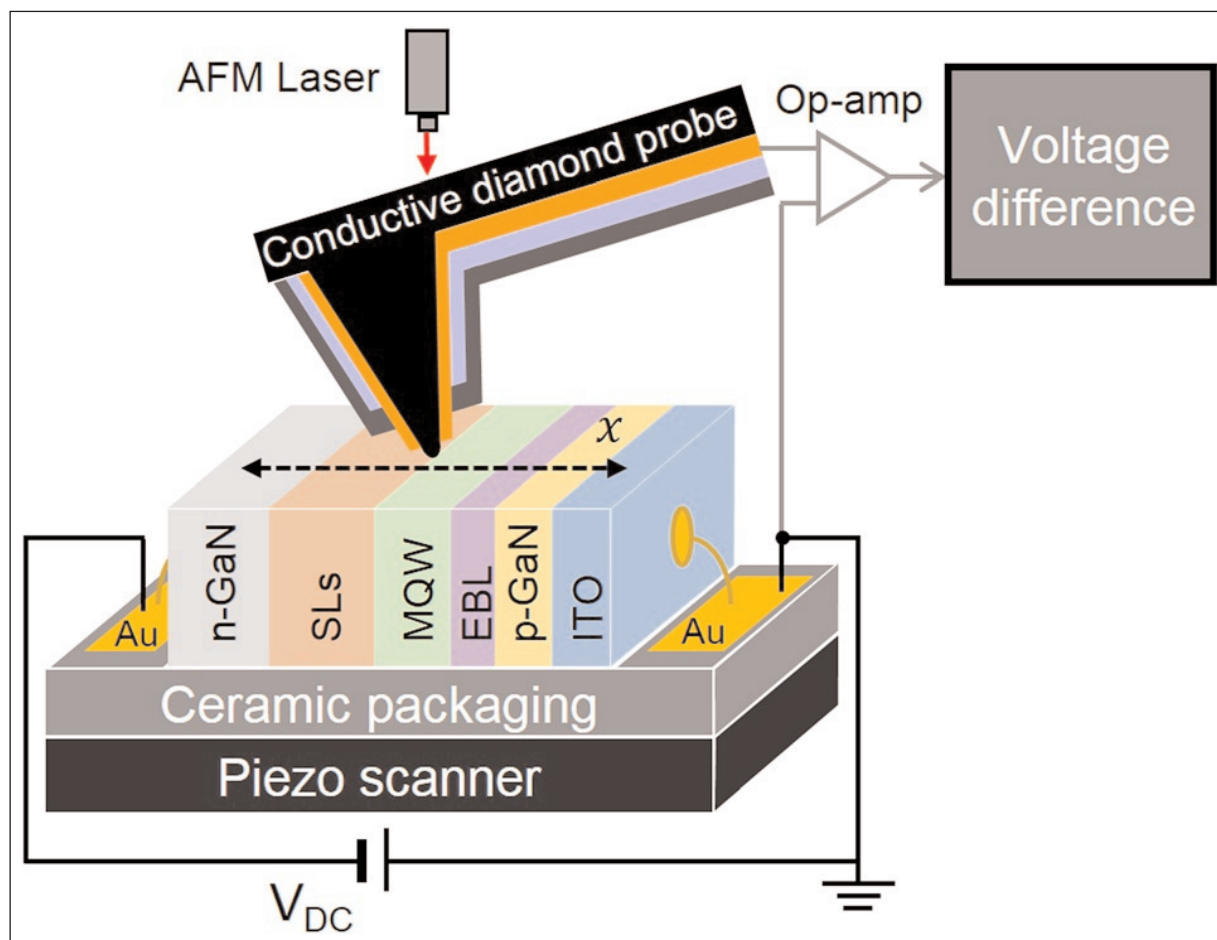 AFM Laser
Op-amp
Voltage
difference
Conductive diamond probe
x
n-GaN
SLs
MQW
EBL
p-GaN
ITO
Au
Au
Ceramic packaging
Piezo scanner
VDC